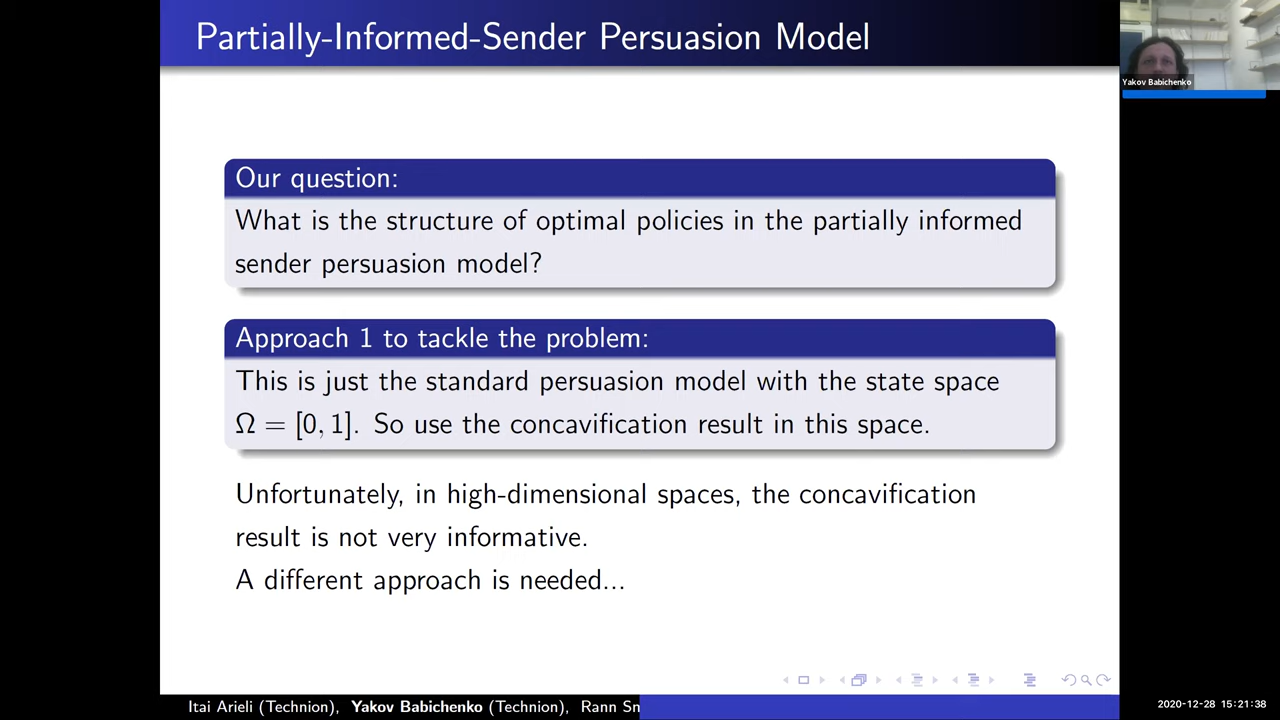 Partially-Informed-Sender Persuasion Model
Yakov Babichenko
Our question:
What is the structure of optimal policies in the partially informed
sender persuasion model?
Approach 1 to tackle the problem:
This is just the standard persuasion model with the state space
Ω = [0, 1]. So use the concavification result in this space.
Unfortunately, in high-dimensional spaces, the concavification
result is not very informative.
A different approach is needed...
Itai Arieli (Technion), Yakov Babichenko (Technion), Rann Sn
2020-12-28 15:21:38